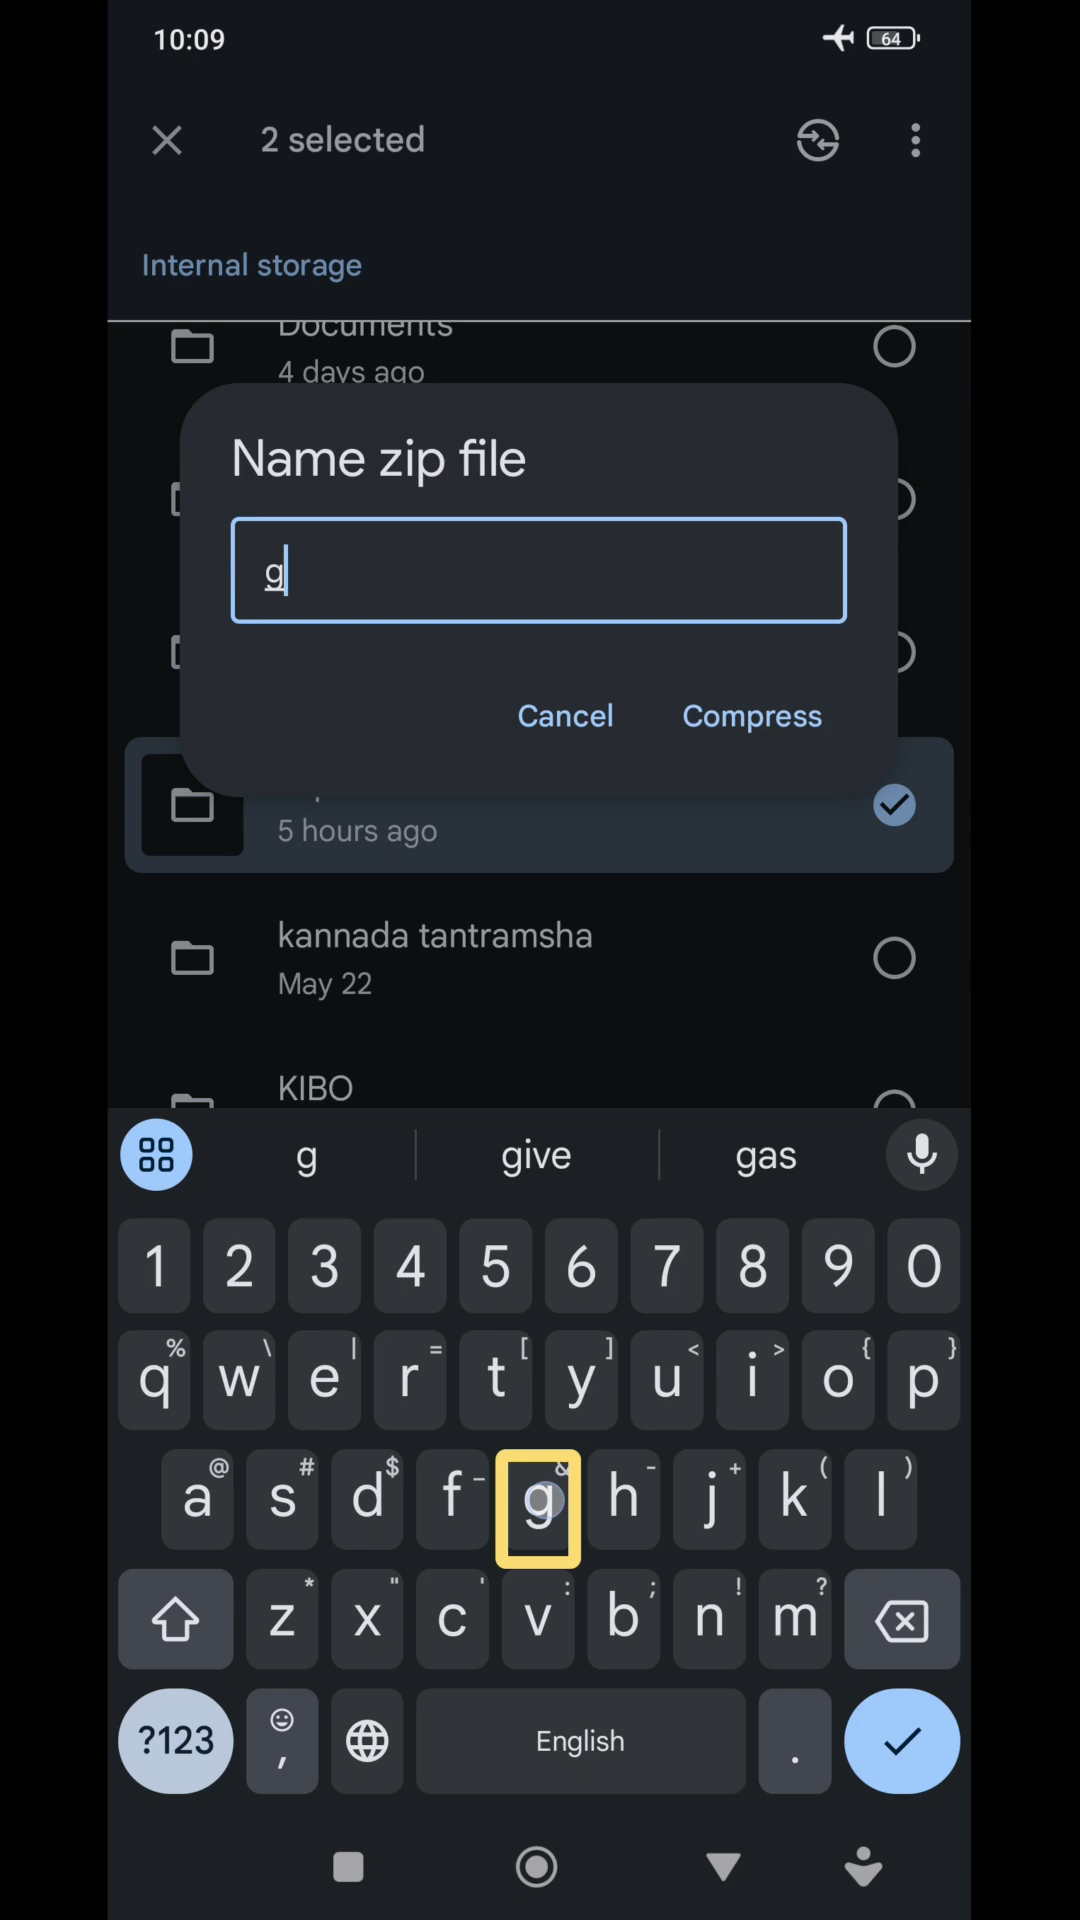 10:09
64
2 selected
Internal storage
Documents
4 days ago
Name zip file
g
Cancel Compress
5 hours ago
kannada tantramsha
May 22
KIBO
g give gas
1 2 3 4 5 6 7 8 9 0
% \ | = [ ] < > { }
q w e r t y u i o p
@ # $ _ & - + ( )
a s d f g h j k l
* " ' : ; ! ?
z x c v b n m
?123 , English .